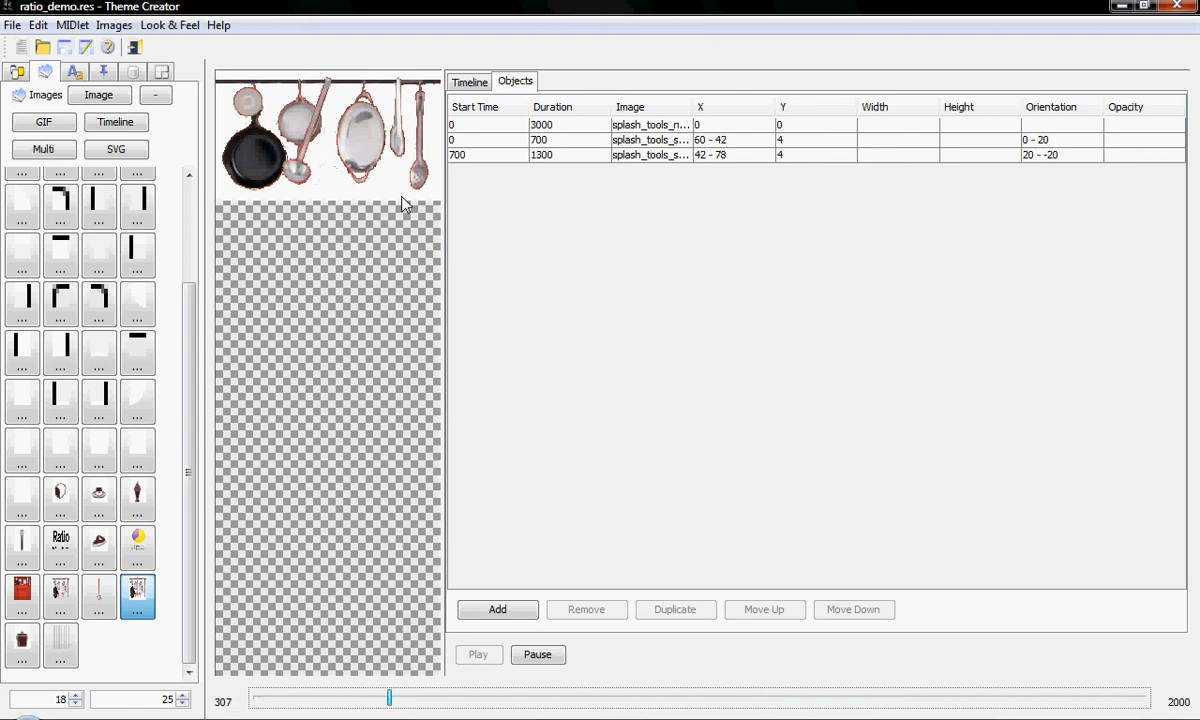 ratio_demo.res - Theme Creator
File Edit MIDlet Images Look & Feel Help
Images Image -
GIF Timeline
Multi SVG
Timeline Objects
Start Time Duration Image X Y Width Height Orientation Opacity
0 3000 splash_tools_n... 0 0
0 700 splash_tools_s... 60 - 42 4 0 - 20
700 1300 splash_tools_s... 42 - 78 4 20 - -20
... ... ... ...
... ... ... ...
... ... ... ...
... ... ... ...
... ... ... ...
... ... ... ...
... ... ... ...
... ... ... ...
Ratio
... ... ... ...
... ... ... ...
... ...
Add Remove Duplicate Move Up Move Down
Play Pause
18 25
307 2000